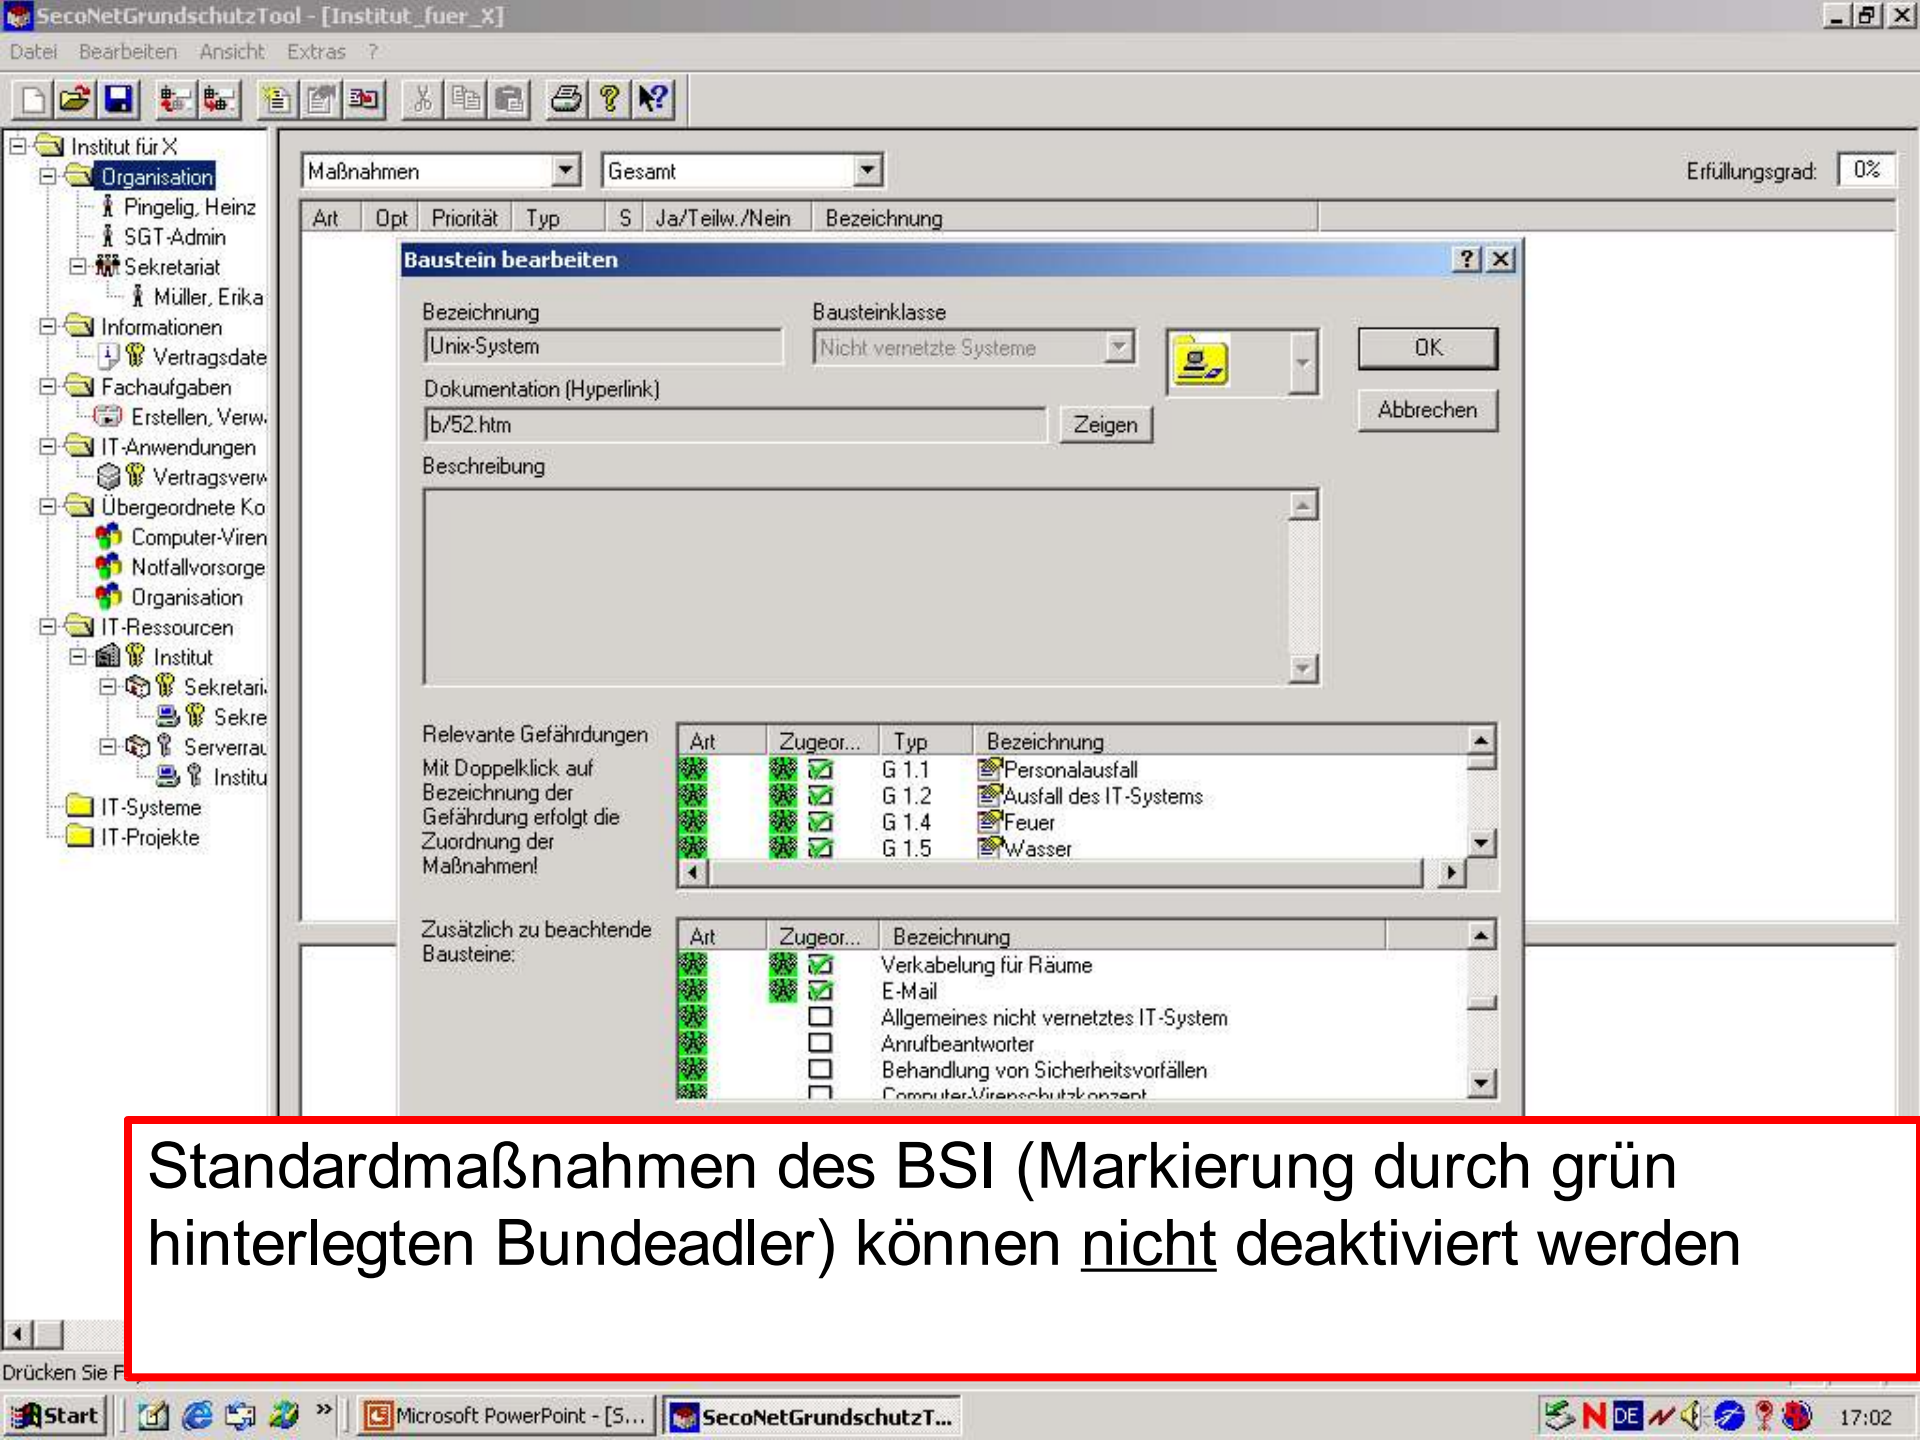 SecoNetGrundschutzTool - [Institut_fuer_X]
Datei Bearbeiten Ansicht Extras ?
Institut für X
Organisation
Pingelig, Heinz
SGT-Admin
Sekretariat
Müller, Erika
Informationen
Vertragsdate
Fachaufgaben
Erstellen, Verw
IT-Anwendungen
Vertragsverw
Übergeordnete Ko
Computer-Viren
Notfallvorsorge
Organisation
IT-Ressourcen
Institut
Sekretari
Sekre
Serverrau
Institu
IT-Systeme
IT-Projekte
Maßnahmen Gesamt Erfüllungsgrad: 0%
Art Opt Priorität Typ S Ja/Teilw./Nein Bezeichnung
Baustein bearbeiten
Bezeichnung Bausteinklasse
Unix-System Nicht vernetzte Systeme OK
Dokumentation (Hyperlink)
b/52.htm Zeigen Abbrechen
Beschreibung
Relevante Gefährdungen
Mit Doppelklick auf
Bezeichnung der
Gefährdung erfolgt die
Zuordnung der
Maßnahmen!
Art Zugeor... Typ Bezeichnung
G 1.1 Personalausfall
G 1.2 Ausfall des IT-Systems
G 1.4 Feuer
G 1.5 Wasser
Zusätzlich zu beachtende
Bausteine:
Art Zugeor... Bezeichnung
Verkabelung für Räume
E-Mail
Allgemeines nicht vernetztes IT-System
Anrufbeantworter
Behandlung von Sicherheitsvorfällen
Computer-Virenschutzkonzept
Standardmaßnahmen des BSI (Markierung durch grün
hinterlegten Bundeadler) können nicht deaktiviert werden
Drücken Sie F
Start Microsoft PowerPoint - [S... SecoNetGrundschutzT... DE 17:02